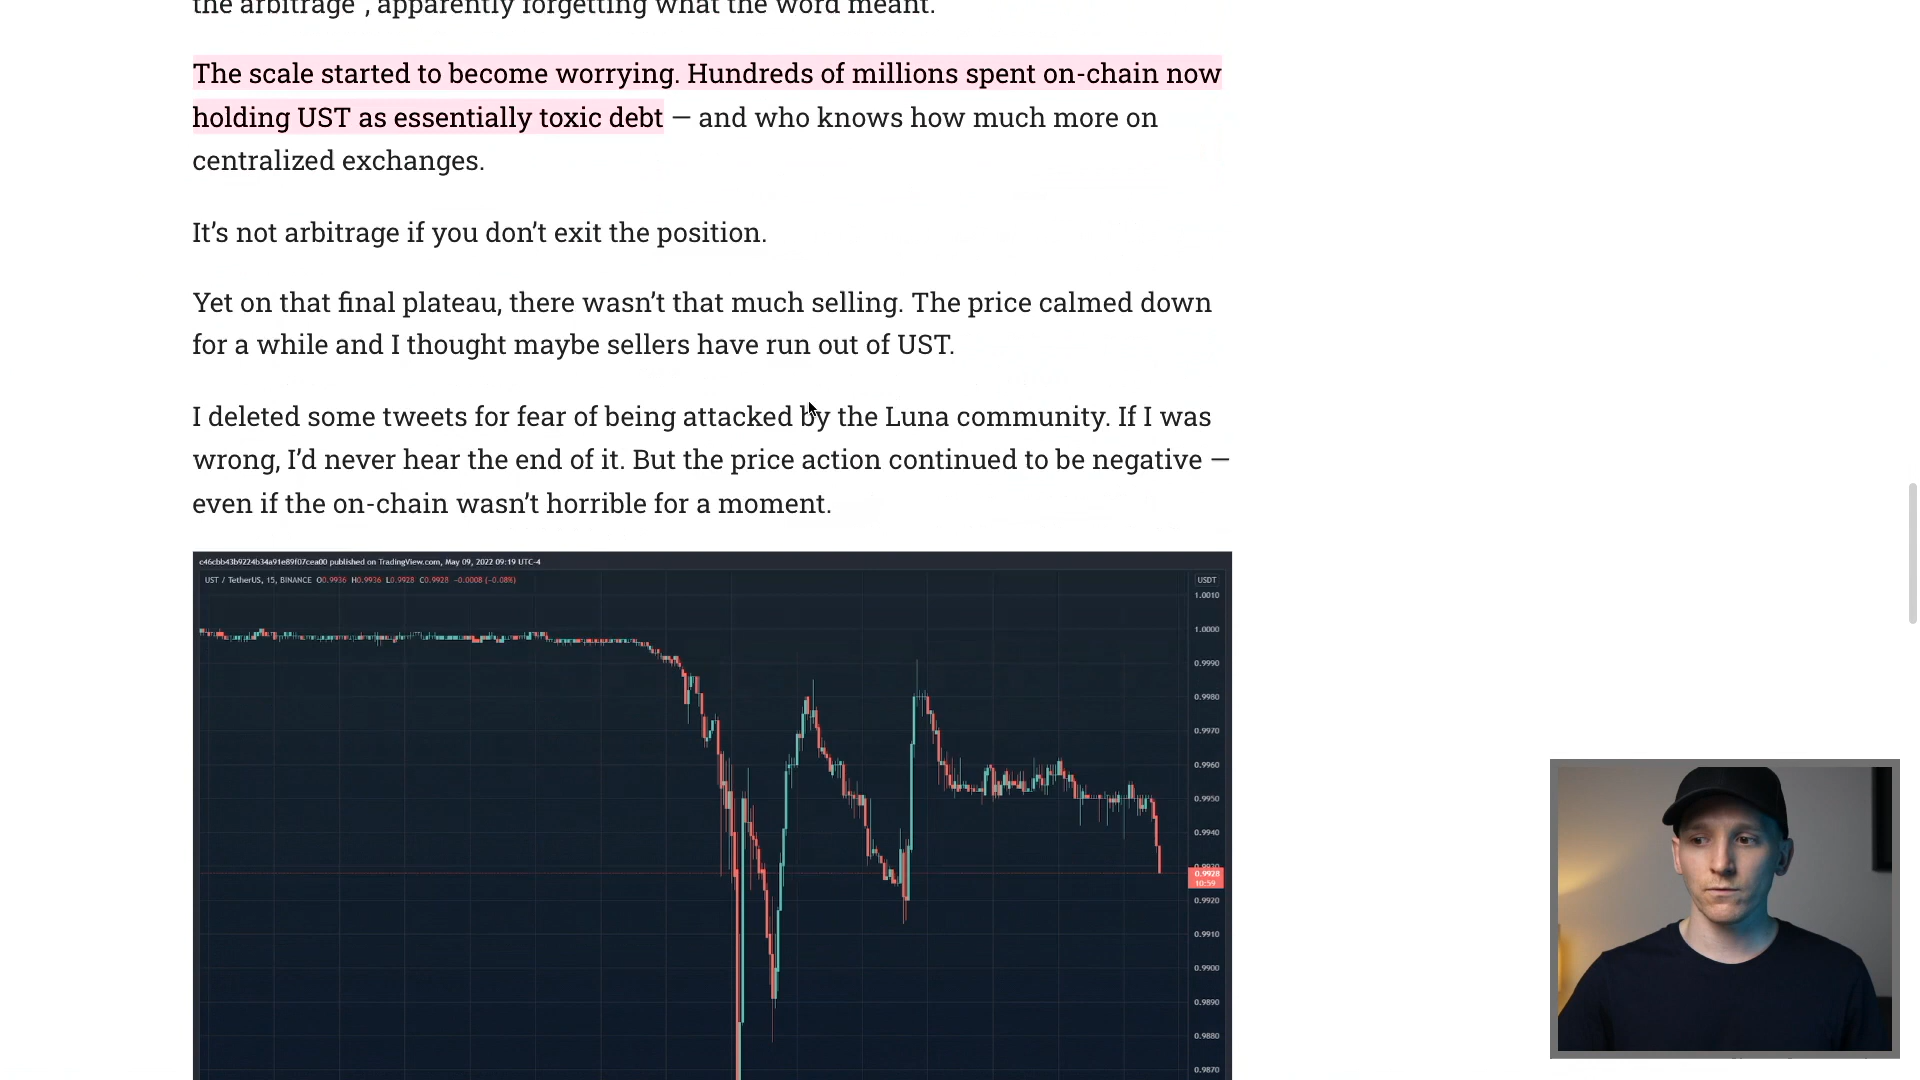 the arbitrage”, apparently forgetting what the word meant.
The scale started to become worrying. Hundreds of millions spent on-chain now
holding UST as essentially toxic debt — and who knows how much more on
centralized exchanges.
It’s not arbitrage if you don’t exit the position.
Yet on that final plateau, there wasn’t that much selling. The price calmed down
for a while and I thought maybe sellers have run out of UST.
I deleted some tweets for fear of being attacked by the Luna community. If I was
wrong, I’d never hear the end of it. But the price action continued to be negative —
even if the on-chain wasn’t horrible for a moment.
c46cbb43b9224b34a91e89f07cea00 published on TradingView.com, May 09, 2022 09:19 UTC-4
UST / TetherUS, 15, BINANCE O0.9936 H0.9936 L0.9928 C0.9928 −0.0008 (−0.08%)
USDT
1.0010
1.0000
0.9990
0.9980
0.9970
0.9960
0.9950
0.9940
0.9930
0.9928
10:59
0.9920
0.9910
0.9900
0.9890
0.9880
0.9870